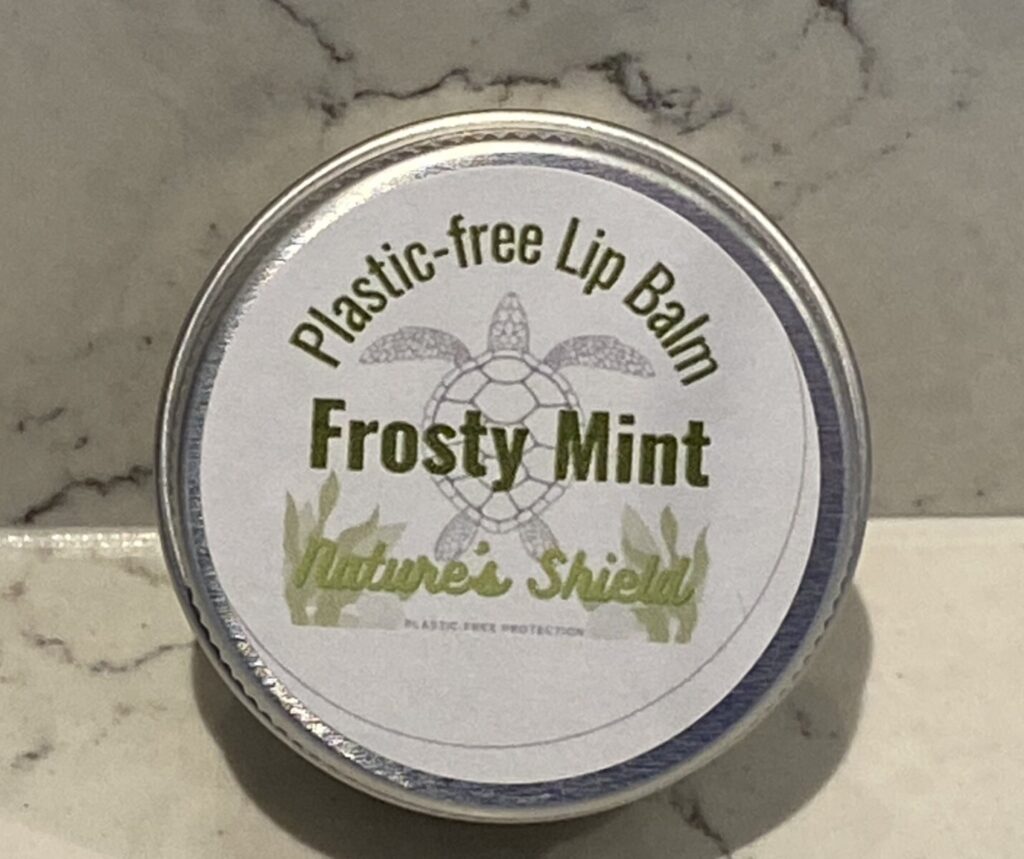 Plastic-free Lip Balm
Frosty Mint
Nature's Shield
PLASTIC-FREE PROTECTION